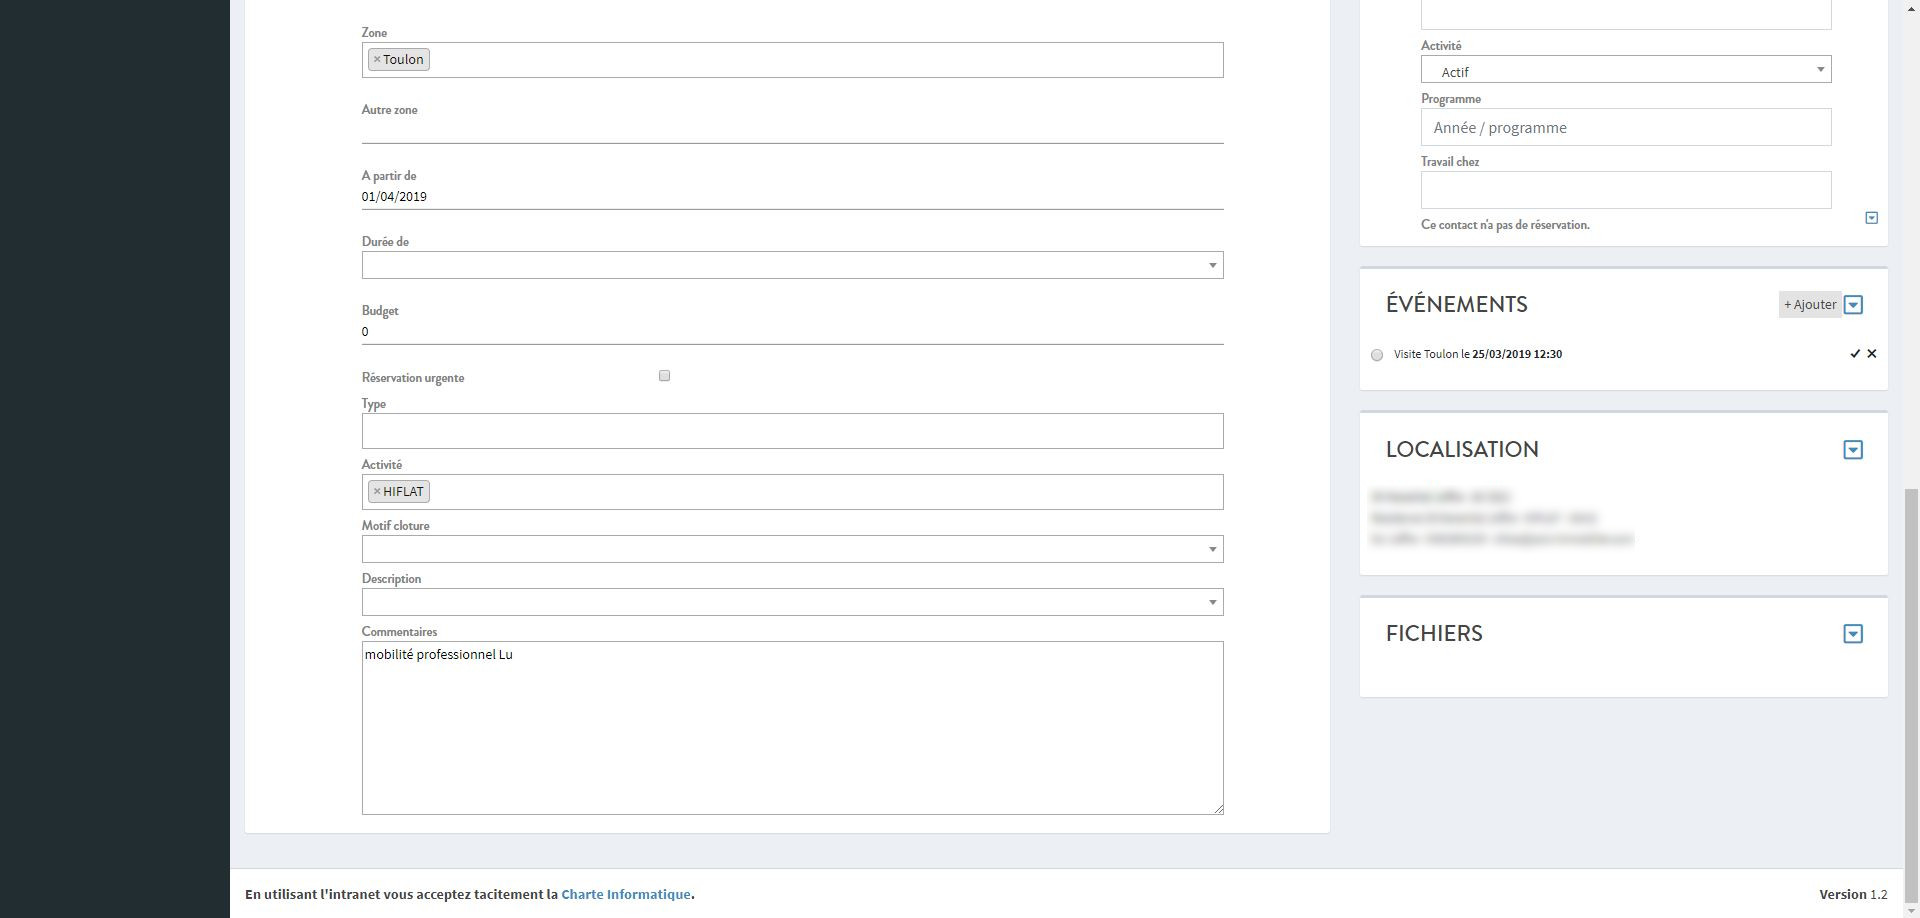 Zone
× Toulon
Autre zone
A partir de
01/04/2019
Durée de
Budget
0
Réservation urgente
Type
Activité
× HIFLAT
Motif cloture
Description
Commentaires
mobilité professionnel Lu
Activité
Actif
Programme
Année / programme
Travail chez
Ce contact n'a pas de réservation.
ÉVÉNEMENTS
+ Ajouter
Visite Toulon le 25/03/2019 12:30
LOCALISATION
FICHIERS
En utilisant l'intranet vous acceptez tacitement la Charte Informatique.
Version 1.2